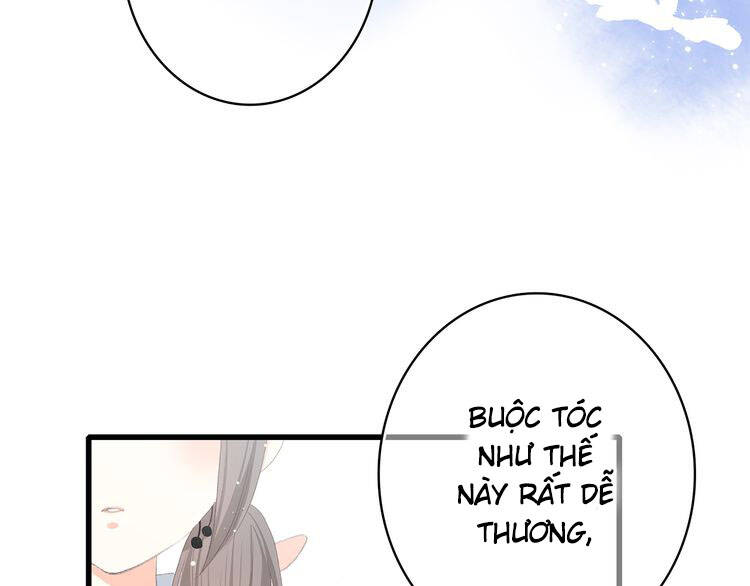 BUỘC TÓC
NHƯ THẾ
NÀY RẤT DỄ
THƯƠNG,